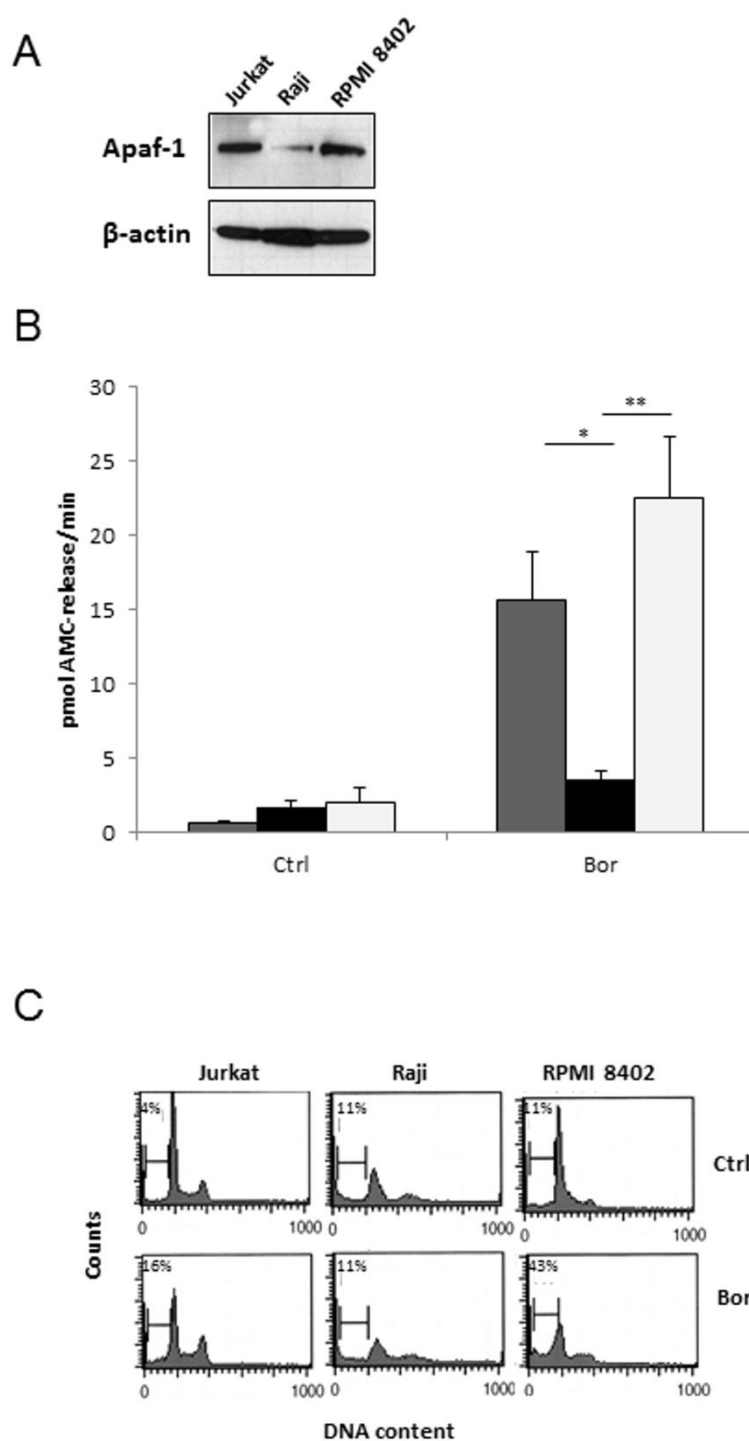 A
Jurkat Raji RPMI 8402
Apaf-1
β-actin
B
pmol AMC-release/min
30
25
20
15
10
5
0
* **
Ctrl Bor
C
Jurkat Raji RPMI 8402
Counts
4% 11% 11%
Ctrl
0 1000 0 1000 0 1000
16% 11% 43%
Bor
0 1000 0 1000 0 1000
DNA content